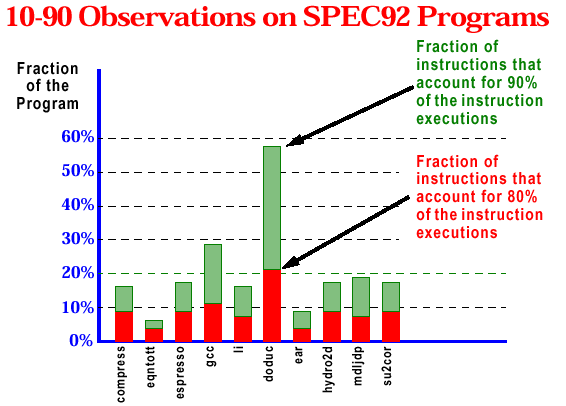 10-90 Observations on SPEC92 Programs
Fraction
of the
Program
Fraction of
instructions that
account for 90%
of the instruction
executions
Fraction of
instructions that
account for 80%
of the instruction
executions
60%
50%
40%
30%
20%
10%
0%
compress
eqntott
espresso
gcc
li
doduc
ear
hydro2d
mdljdp
su2cor